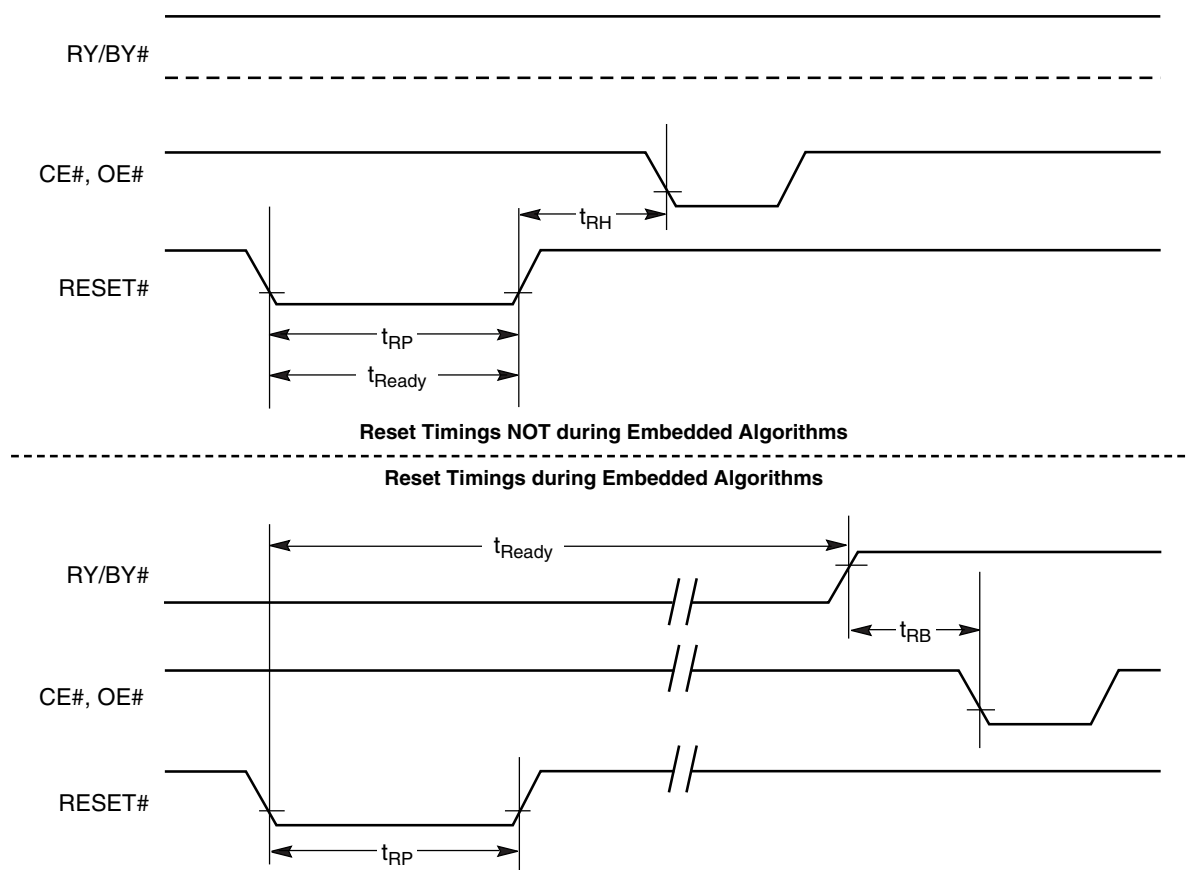 RY/BY#
CE#, OE#
tRH
RESET#
tRP
tReady
Reset Timings NOT during Embedded Algorithms
Reset Timings during Embedded Algorithms
tReady
RY/BY#
tRB
CE#, OE#
RESET#
tRP